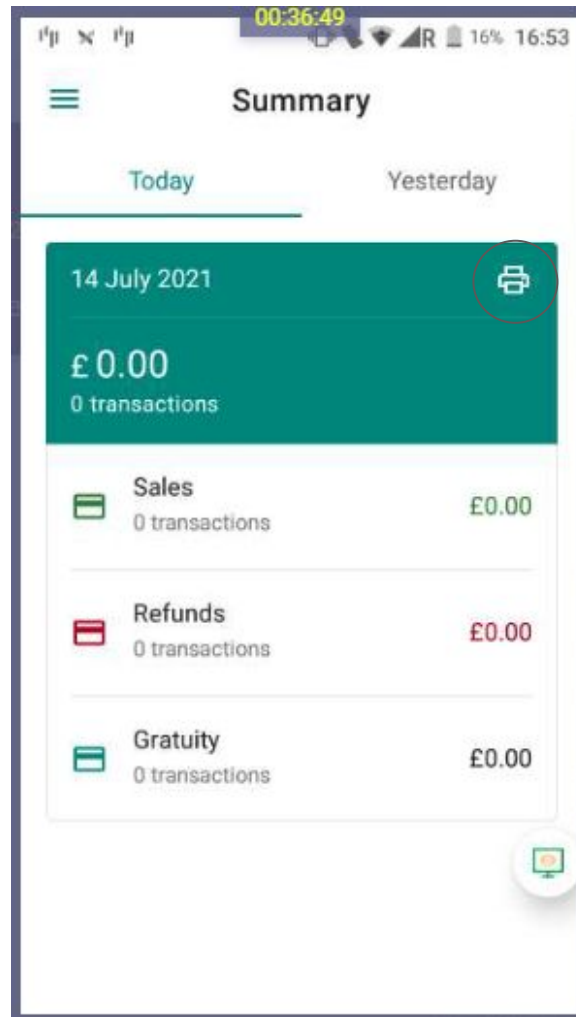 00:36:49
R 16% 16:53
Summary
Today Yesterday
14 July 2021
£ 0.00
0 transactions
Sales
0 transactions
£0.00
Refunds
0 transactions
£0.00
Gratuity
0 transactions
£0.00